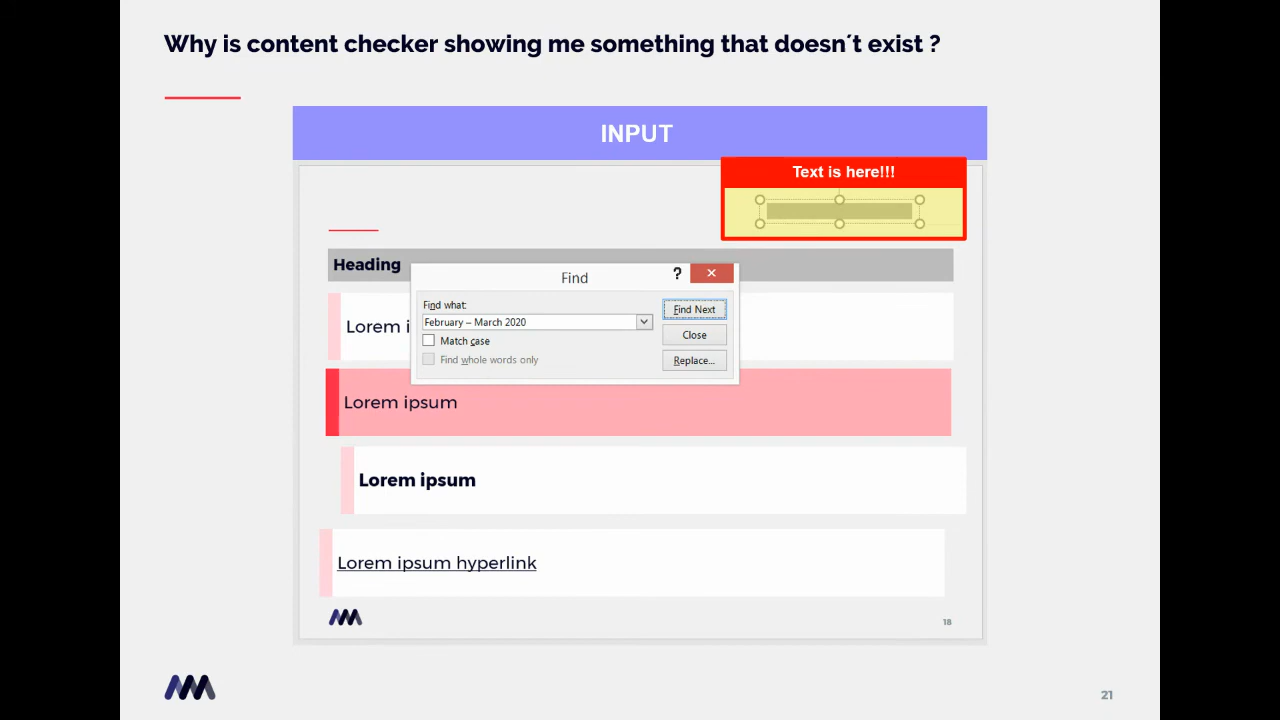 Why is content checker showing me something that doesn´t exist ?
INPUT
Text is here!!!
Heading
Find
?
Find what:
February – March 2020
Find Next
Match case
Close
Find whole words only
Replace...
Lorem i
Lorem ipsum
Lorem ipsum
Lorem ipsum hyperlink
18
21